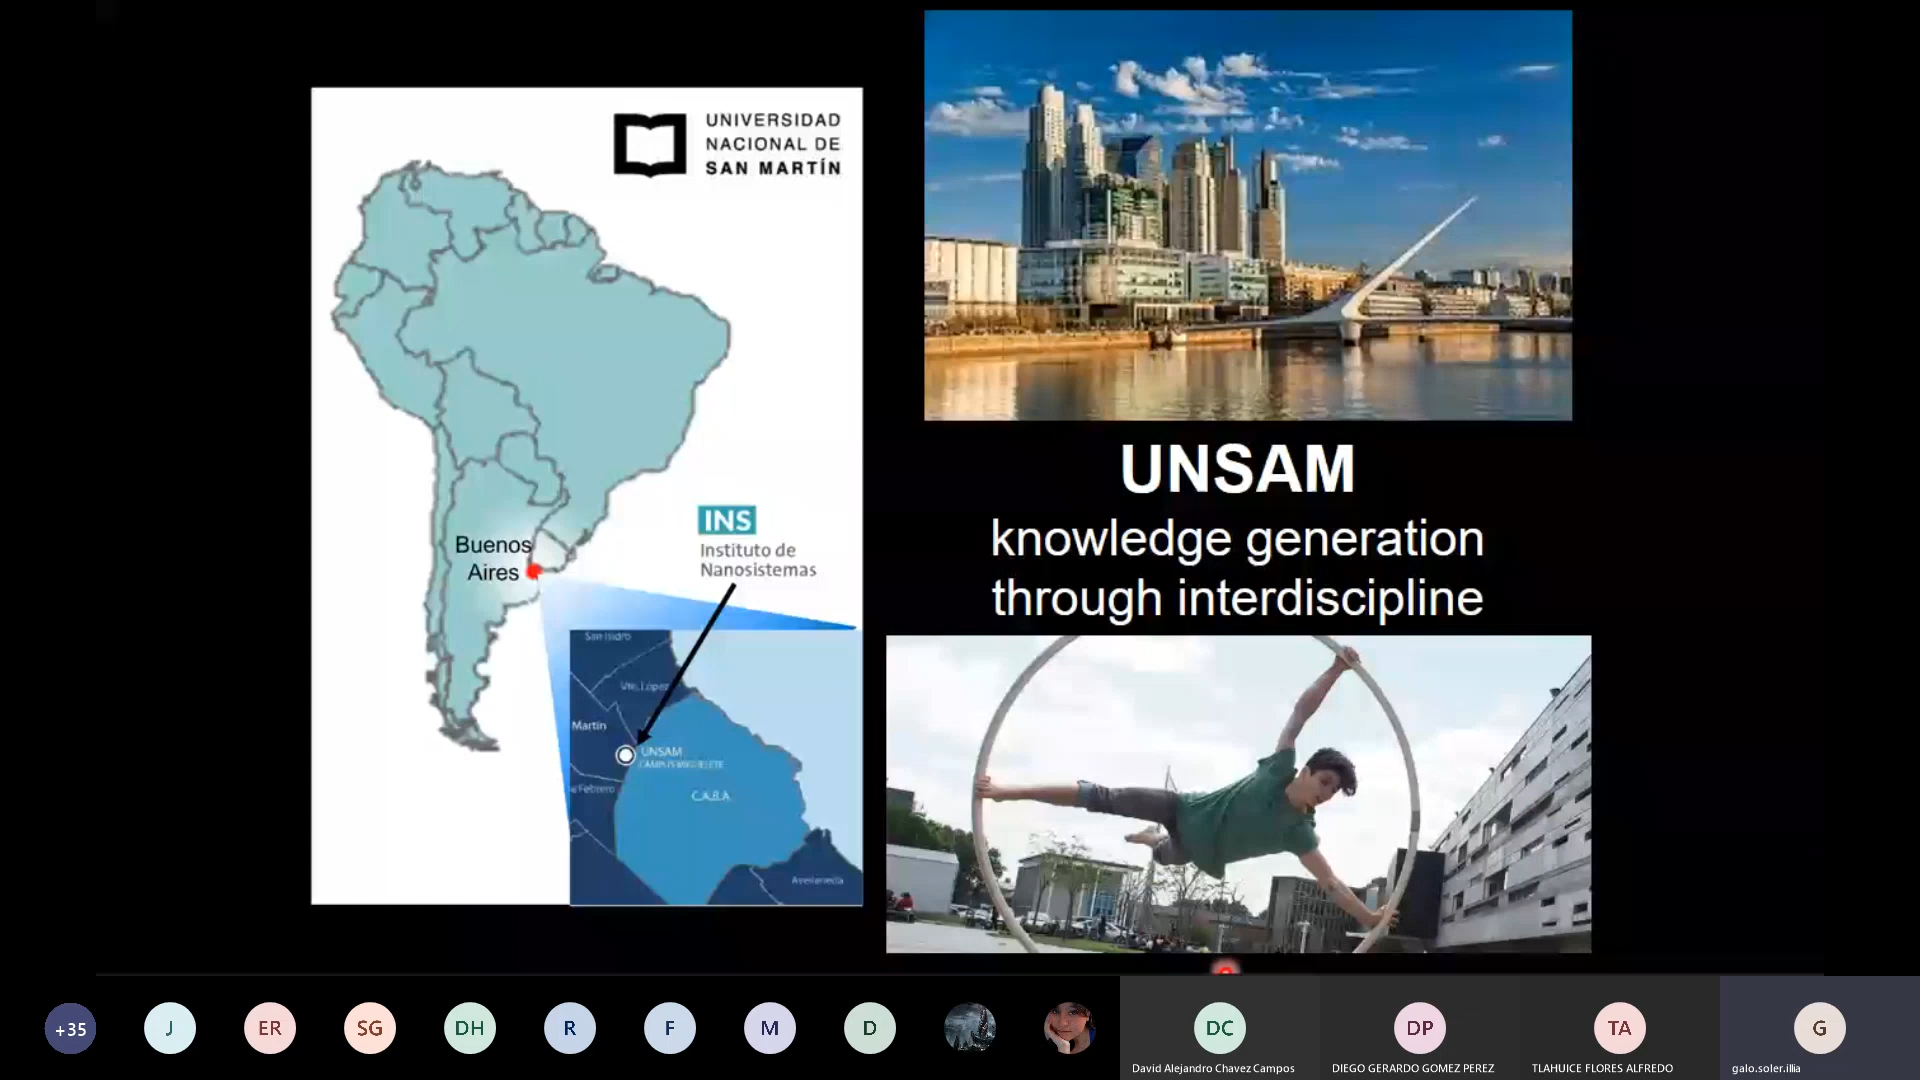 UNIVERSIDAD
NACIONAL DE
SAN MARTÍN
INS
Instituto de
Nanosistemas
Buenos
Aires
San Isidro
Vte. Lopez
Martín
UNSAM
CAMPUS MIGUELETE
e Febrero
C.A.B.A.
Avellaneda
UNSAM
knowledge generation
through interdiscipline
+35
J
ER
SG
DH
R
F
M
D
DC
David Alejandro Chavez Campos
DP
DIEGO GERARDO GOMEZ PEREZ
TA
TLAHUICE FLORES ALFREDO
G
galo.soler.illia